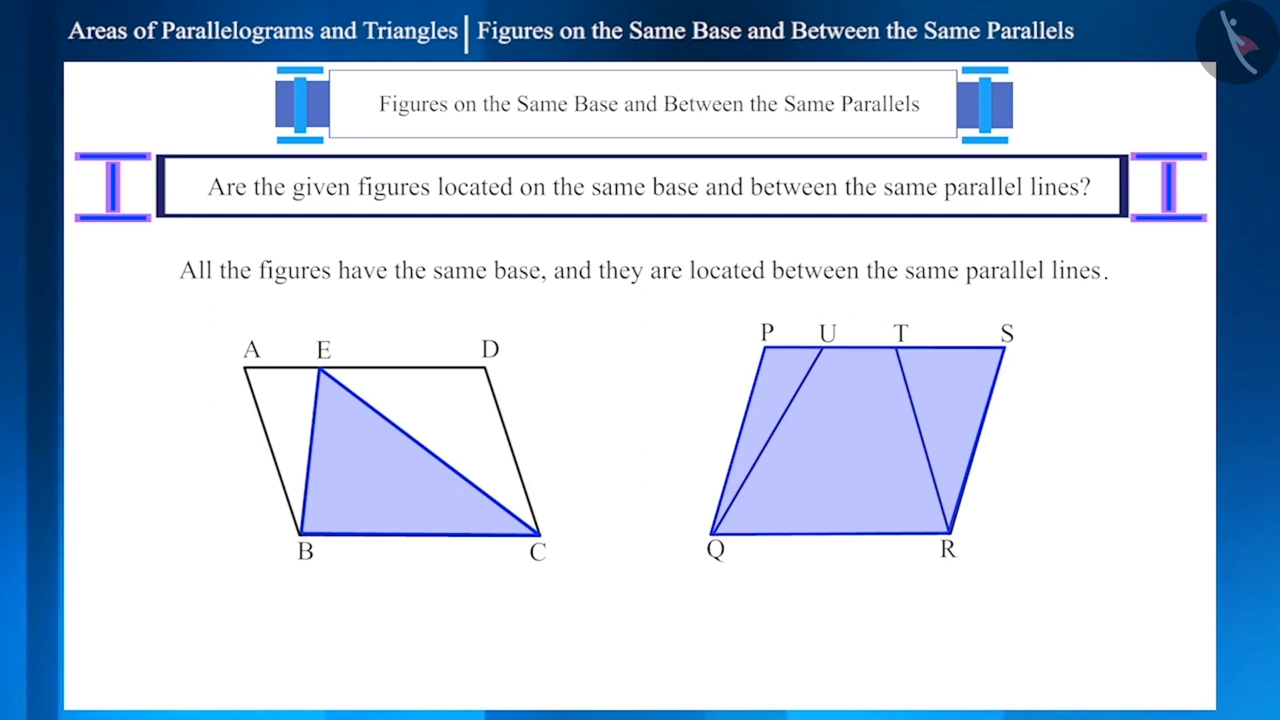 Areas of Parallelograms and Triangles | Figures on the Same Base and Between the Same Parallels
Figures on the Same Base and Between the Same Parallels
Are the given figures located on the same base and between the same parallel lines?
All the figures have the same base, and they are located between the same parallel lines.
P U T S
A E D
B C
Q R